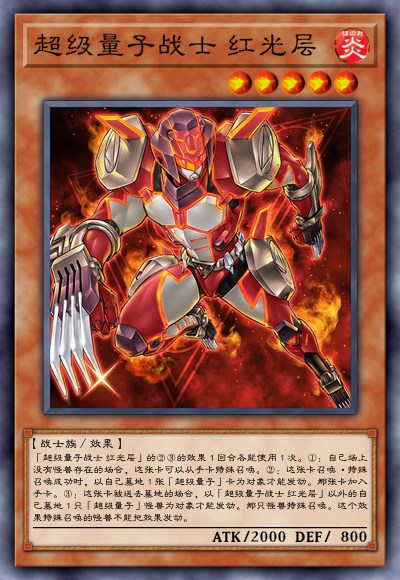 超级量子战士 红光层
ほのお
炎
【战士族／效果】
「超级量子战士 红光层」的②③的效果1回合各能使用1次。①：自己场上
没有怪兽存在的场合，这张卡可以从手卡特殊召唤。②：这张卡召唤·特殊
召唤成功时，以自己墓地1张「超级量子」卡为对象才能发动。那张卡加入
手卡。③：这张卡被送去墓地的场合，以「超级量子战士 红光层」以外的自
己墓地1只「超级量子」怪兽为对象才能发动。那只怪兽特殊召唤。这个效
果特殊召唤的怪兽不能把效果发动。
ATK/2000 DEF/ 800